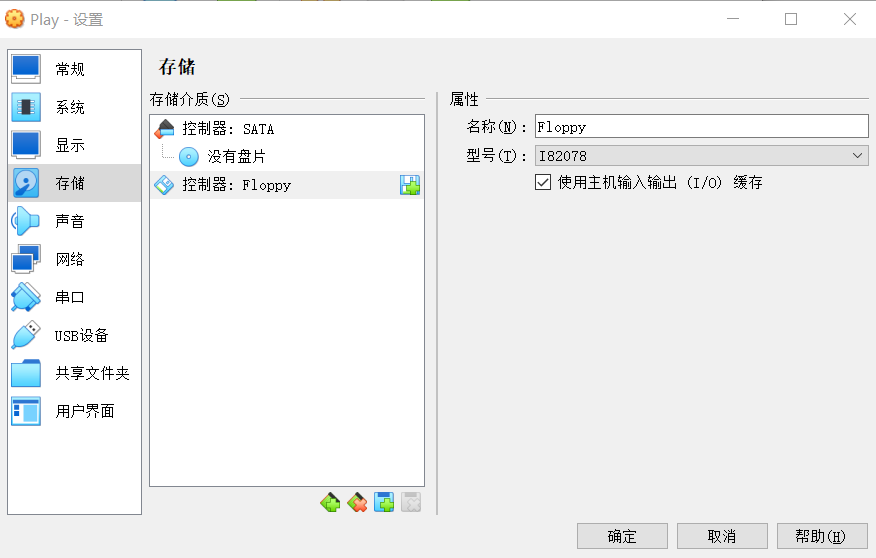 Play - 设置
常规
系统
显示
存储
声音
网络
串口
USB设备
共享文件夹
用户界面
存储
存储介质(S)
控制器: SATA
没有盘片
控制器: Floppy
属性
名称(N): Floppy
型号(T): I82078
使用主机输入输出 (I/O) 缓存
确定 取消 帮助(H)